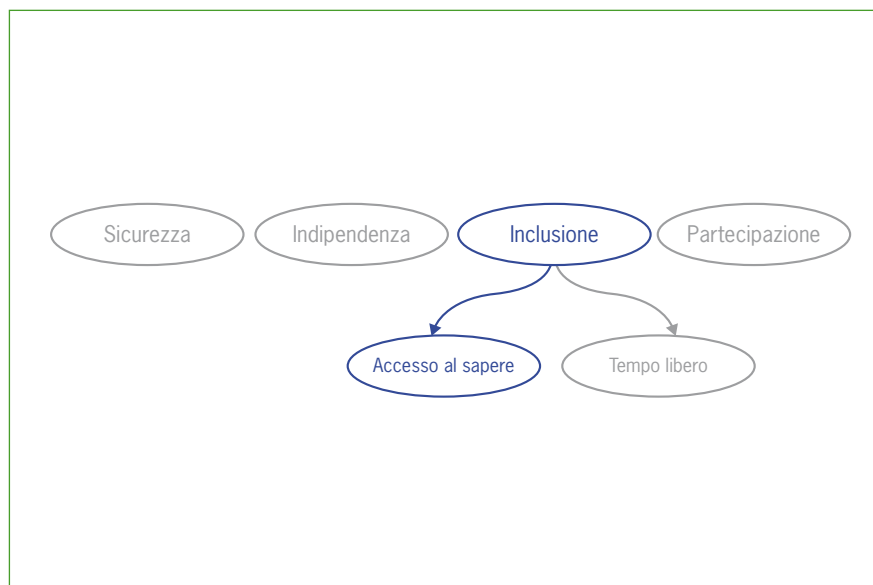 Sicurezza
Indipendenza
Inclusione
Partecipazione
Accesso al sapere
Tempo libero